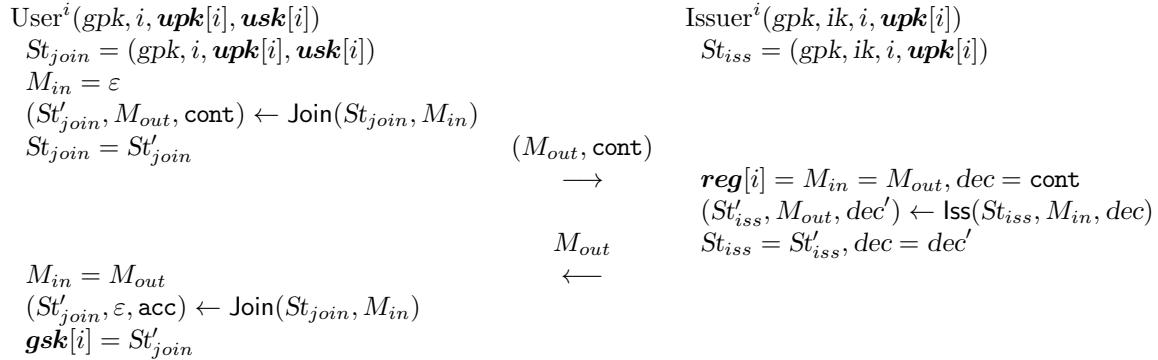 Userⁱ(gpk, i, upk[i], usk[i]) Issuerⁱ(gpk, ik, i, upk[i])
St_join = (gpk, i, upk[i], usk[i]) St_iss = (gpk, ik, i, upk[i])
M_in = ε
(St′_join, M_out, cont) ← Join(St_join, M_in)
St_join = St′_join (M_out, cont)
⟶ reg[i] = M_in = M_out, dec = cont
(St′_iss, M_out, dec′) ← Iss(St_iss, M_in, dec)
M_out St_iss = St′_iss, dec = dec′
M_in = M_out ⟵
(St′_join, ε, acc) ← Join(St_join, M_in)
gsk[i] = St′_join